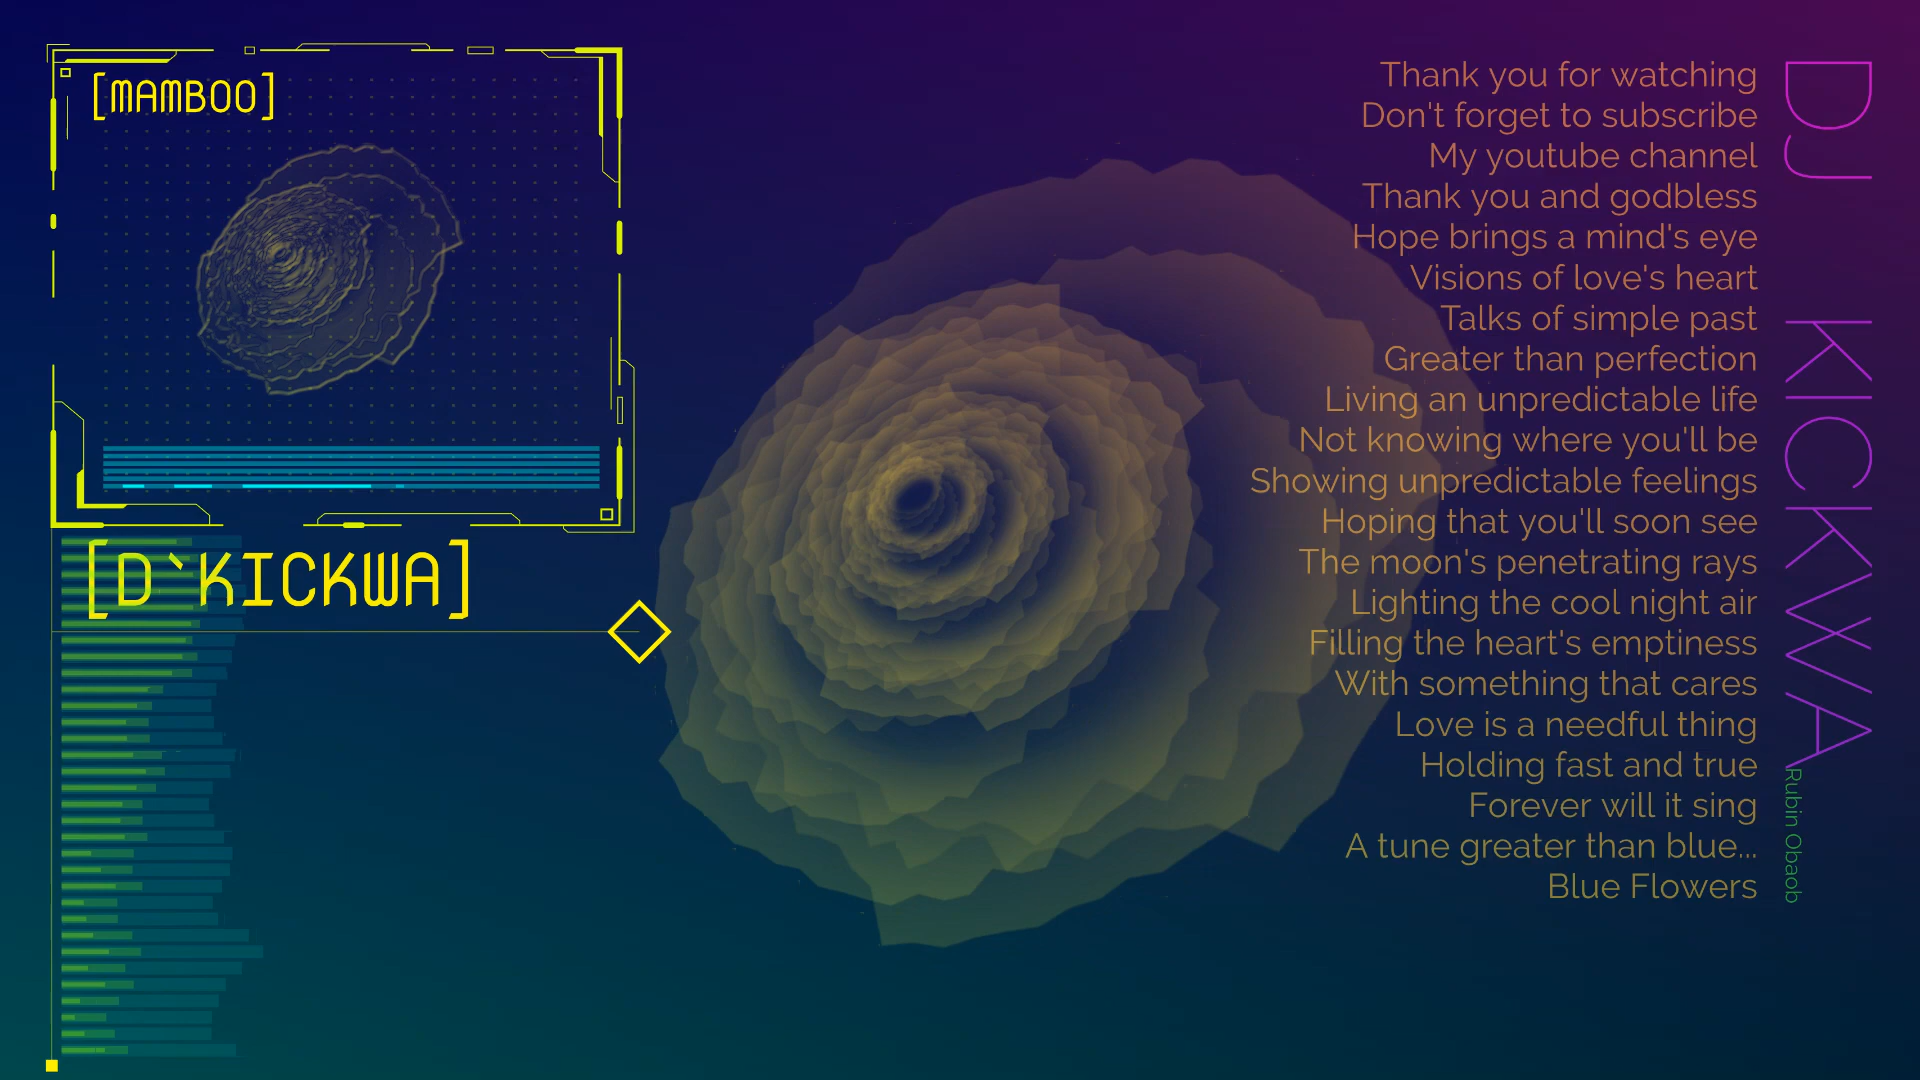 [MAMBOO]
[D`KICKWA]
Thank you for watching
Don't forget to subscribe
My youtube channel
Thank you and godbless
Hope brings a mind's eye
Visions of love's heart
Talks of simple past
Greater than perfection
Living an unpredictable life
Not knowing where you'll be
Showing unpredictable feelings
Hoping that you'll soon see
The moon's penetrating rays
Lighting the cool night air
Filling the heart's emptiness
With something that cares
Love is a needful thing
Holding fast and true
Forever will it sing
A tune greater than blue...
Blue Flowers
DJ KICKWA
Rubin Obaob